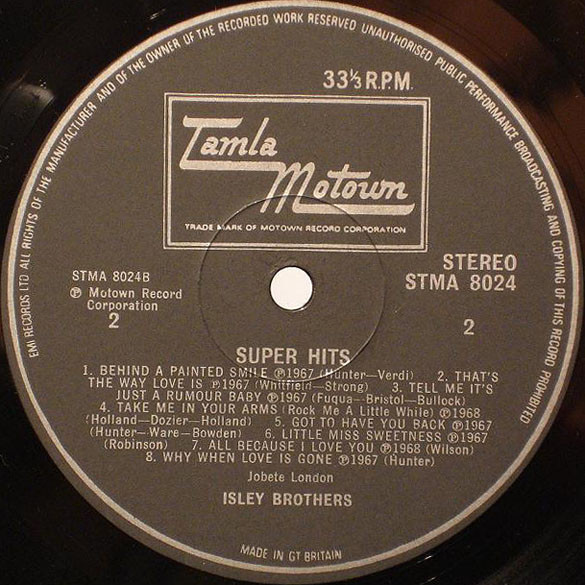 EMI RECORDS LTD ALL RIGHTS OF THE MANUFACTURER AND OF THE OWNER OF THE RECORDED WORK RESERVED UNAUTHORISED PUBLIC PERFORMANCE BROADCASTING AND COPYING OF THIS RECORD PROHIBITED
33⅓ R.P.M.
Tamla
Motown
TRADE MARK OF MOTOWN RECORD CORPORATION
STMA 8024B
℗ Motown Record
Corporation
2
STEREO
STMA 8024
2
SUPER HITS
1. BEHIND A PAINTED SMILE ℗1967 (Hunter—Verdi) 2. THAT'S
THE WAY LOVE IS ℗1967 (Whitfield—Strong) 3. TELL ME IT'S
JUST A RUMOUR BABY ℗1967 (Fuqua—Bristol—Bullock)
4. TAKE ME IN YOUR ARMS (Rock Me A Little While) ℗1968
(Holland—Dozier—Holland) 5. GOT TO HAVE YOU BACK ℗1967
(Hunter—Ware—Bowden) 6. LITTLE MISS SWEETNESS ℗1967
(Robinson) 7. ALL BECAUSE I LOVE YOU ℗1968 (Wilson)
8. WHY WHEN LOVE IS GONE ℗1967 (Hunter)
Jobete London
ISLEY BROTHERS
MADE IN GT BRITAIN